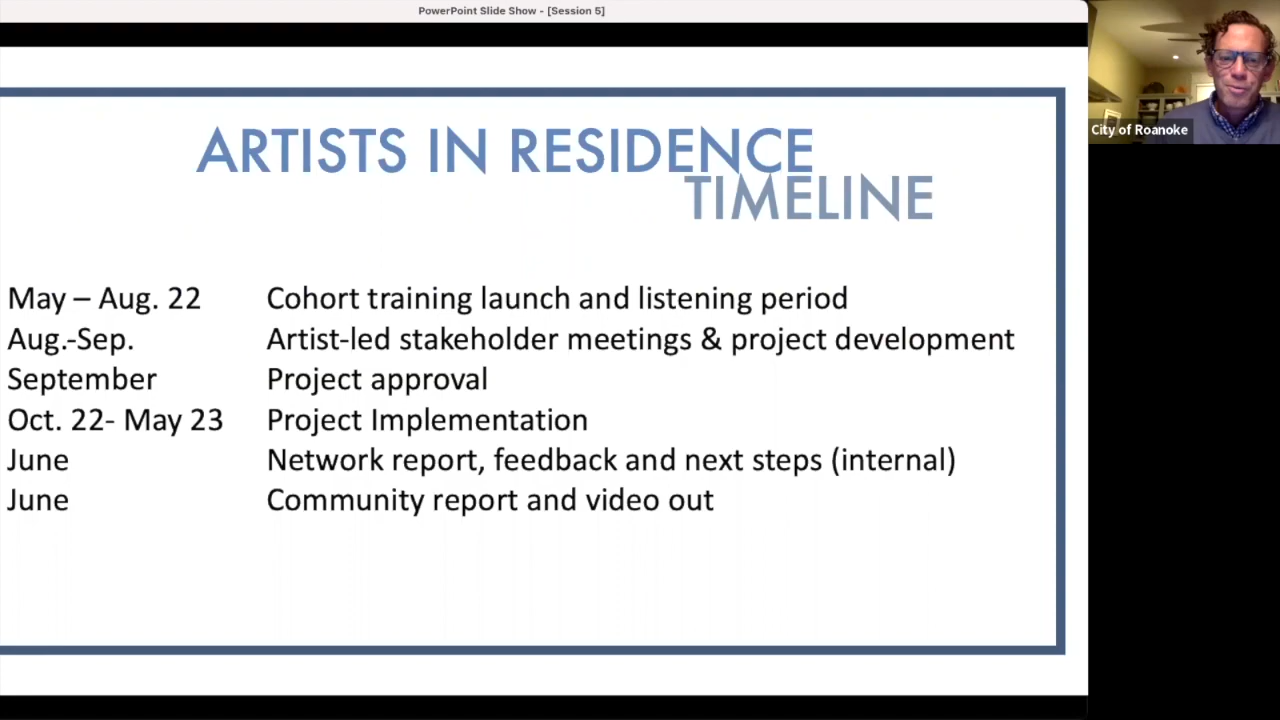 PowerPoint Slide Show - [Session 5]
City of Roanoke
ARTISTS IN RESIDENCE
TIMELINE
May – Aug. 22 Cohort training launch and listening period
Aug.-Sep. Artist-led stakeholder meetings & project development
September Project approval
Oct. 22- May 23 Project Implementation
June Network report, feedback and next steps (internal)
June Community report and video out